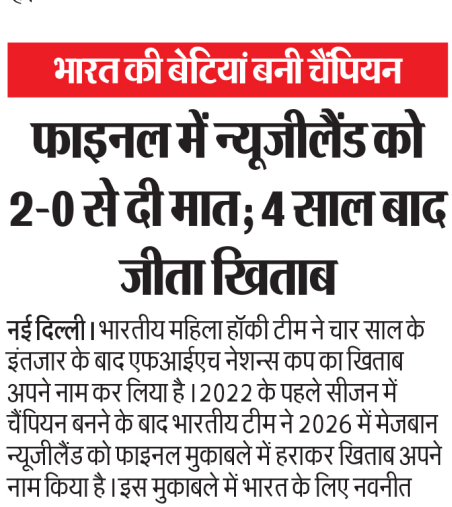 भारत की बेटियां बनी चैंपियन
फाइनल में न्यूजीलैंड को
2-0 से दी मात; 4 साल बाद
जीता खिताब
नई दिल्ली। भारतीय महिला हॉकी टीम ने चार साल के
इंतजार के बाद एफआईएच नेशन्स कप का खिताब
अपने नाम कर लिया है। 2022 के पहले सीजन में
चैंपियन बनने के बाद भारतीय टीम ने 2026 में मेजबान
न्यूजीलैंड को फाइनल मुकाबले में हराकर खिताब अपने
नाम किया है। इस मुकाबले में भारत के लिए नवनीत